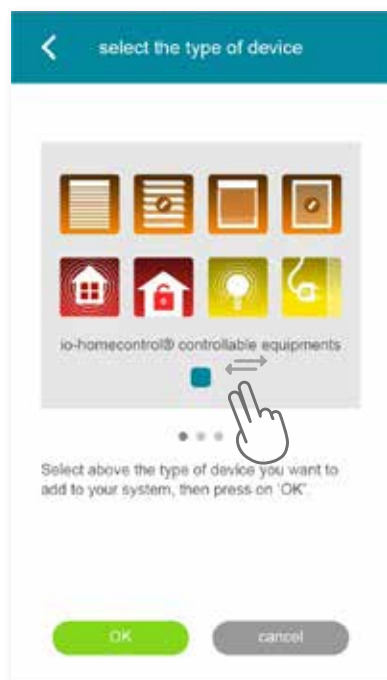 select the type of device
io-homecontrol® controllable equipments
Select above the type of device you want to
add to your system, then press on 'OK'.
OK
cancel